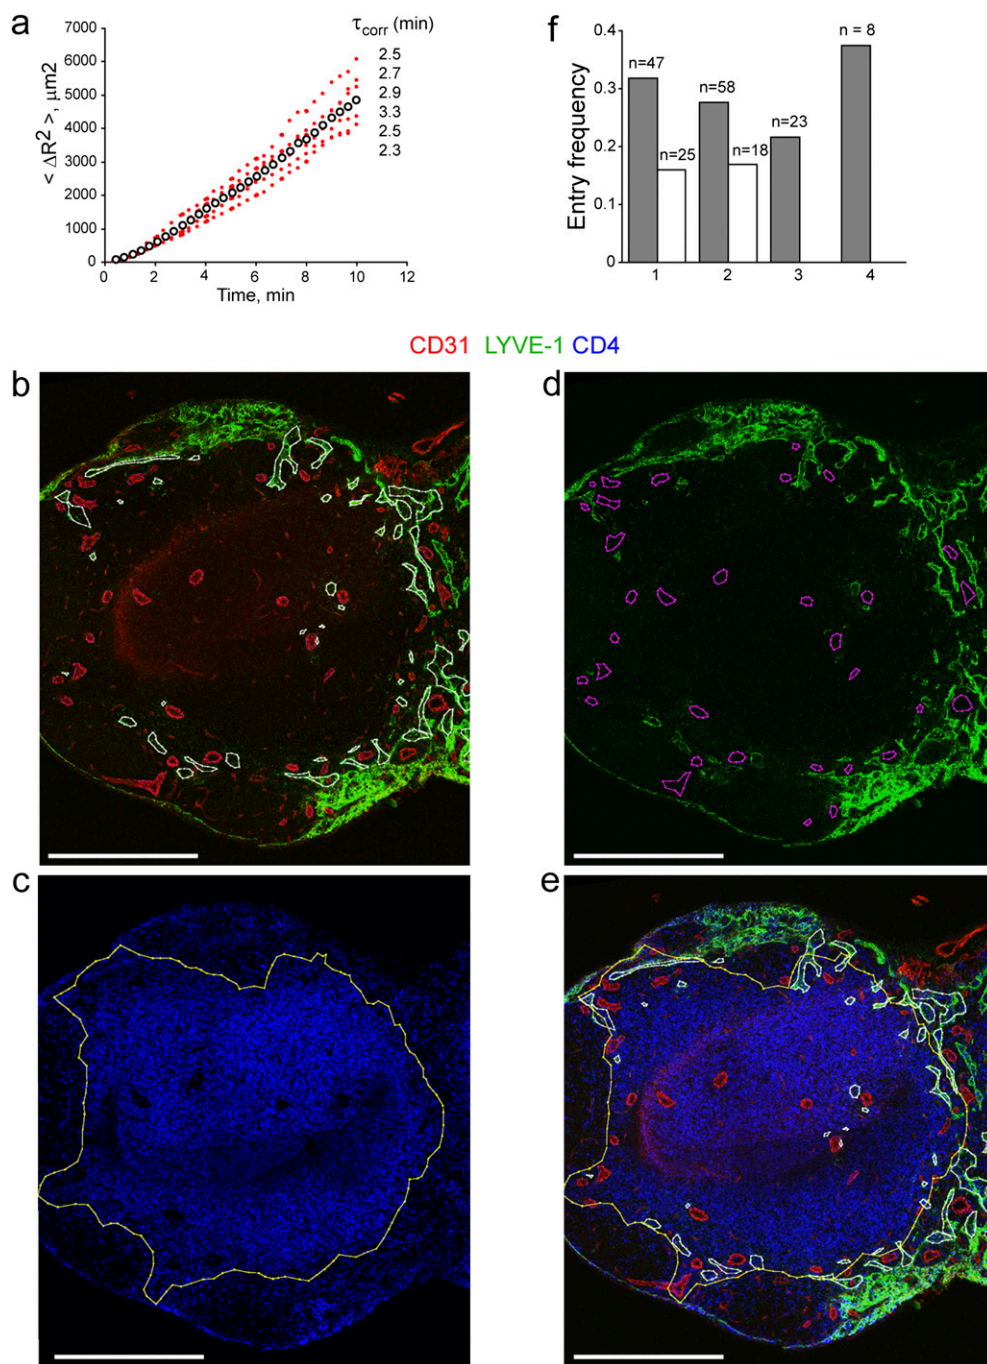 a
τcorr (min)
7000
6000
5000
4000
3000
2000
1000
0
< ΔR2 >, μm2
2.5
2.7
2.9
3.3
2.5
2.3
0 2 4 6 8 10 12
Time, min
f
0.4
0.3
0.2
0.1
0
Entry frequency
n=47
n=25
n=58
n=18
n=23
n = 8
1 2 3 4
CD31 LYVE-1 CD4
b
d
c
e